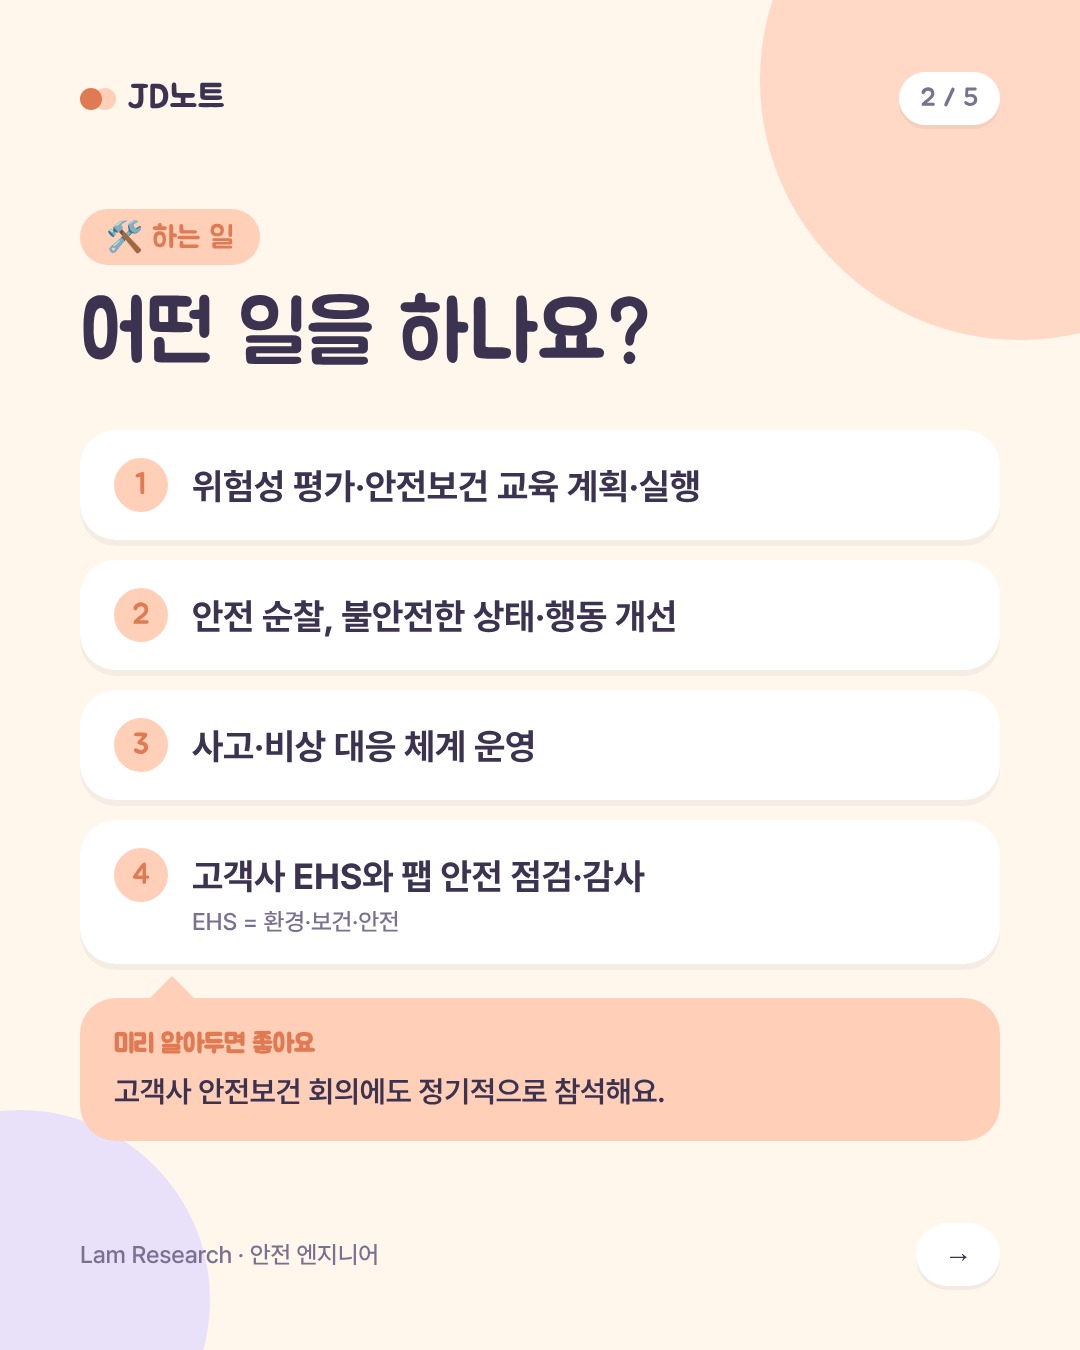 JD노트
2 / 5
🛠️ 하는 일
어떤 일을 하나요?
1 위험성 평가·안전보건 교육 계획·실행
2 안전 순찰, 불안전한 상태·행동 개선
3 사고·비상 대응 체계 운영
4 고객사 EHS와 팹 안전 점검·감사
EHS = 환경·보건·안전
미리 알아두면 좋아요
고객사 안전보건 회의에도 정기적으로 참석해요.
Lam Research · 안전 엔지니어
→